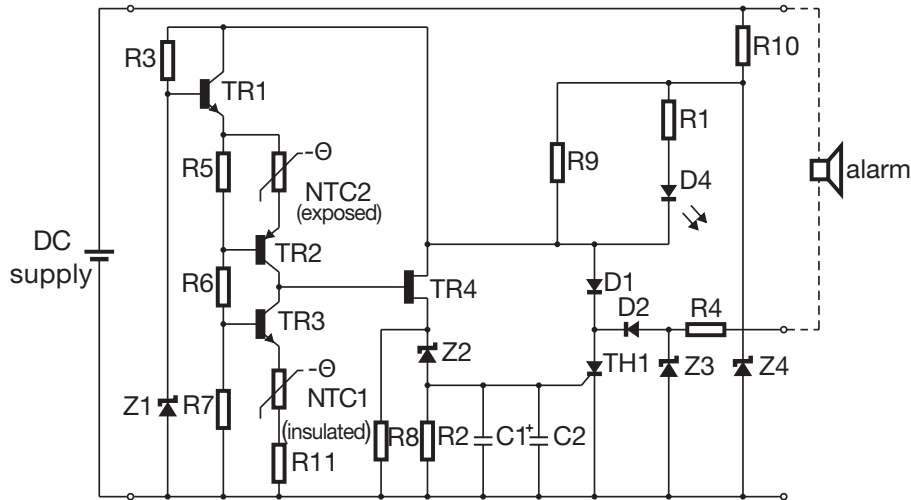 R3
R10
TR1
R1
-Θ
R9
alarm
R5
NTC2
(exposed)
D4
DC
supply
TR2
R6
TR4
D1
TR3
D2
R4
Z2
-Θ
TH1
Z3
Z4
Z1
R7
NTC1
(insulated)
R8
R2
C1
+
C2
R11